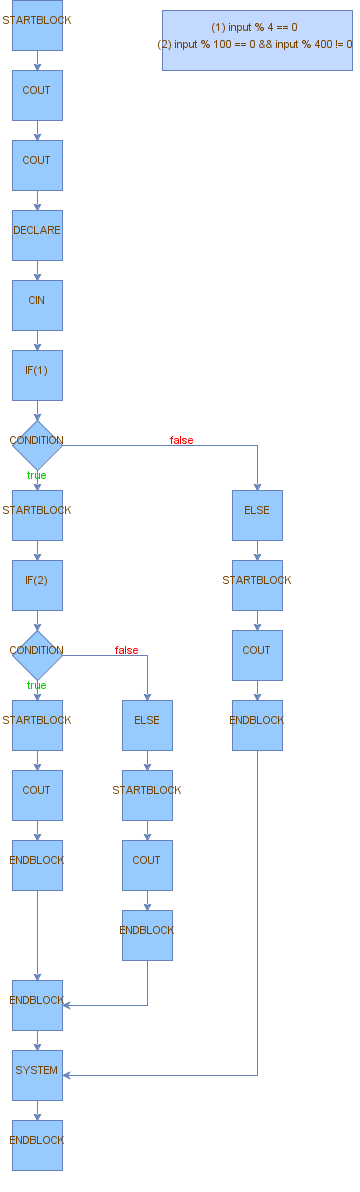 STARTBLOCK
(1) input % 4 == 0
(2) input % 100 == 0 && input % 400 != 0
COUT
COUT
DECLARE
CIN
IF(1)
CONDITION
false
true
STARTBLOCK
ELSE
IF(2)
STARTBLOCK
CONDITION
false
COUT
true
STARTBLOCK
ELSE
ENDBLOCK
COUT
STARTBLOCK
ENDBLOCK
COUT
ENDBLOCK
ENDBLOCK
SYSTEM
ENDBLOCK